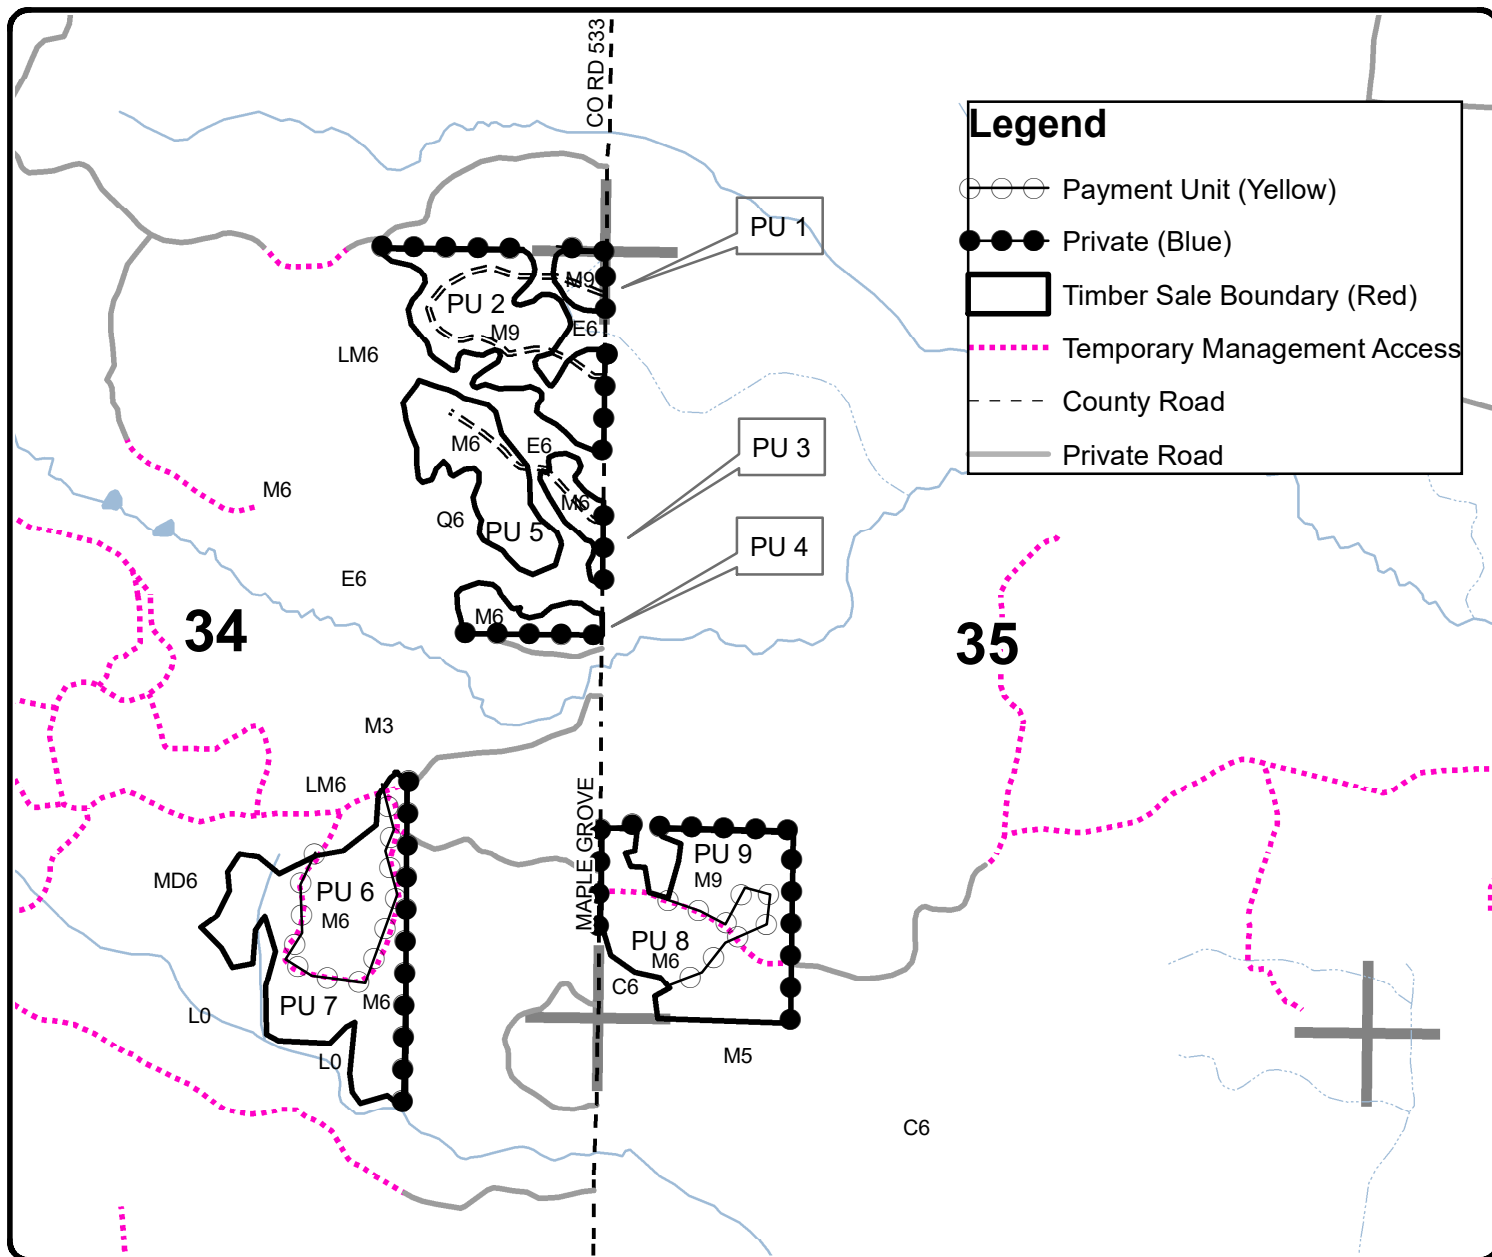 CO RD 533
Legend
Payment Unit (Yellow)
Private (Blue)
Timber Sale Boundary (Red)
Temporary Management Access
County Road
Private Road
PU 1
M9
PU 2
M9
E6
LM6
PU 3
M6
E6
M6
M6
Q6
PU 5
PU 4
E6
M6
34
35
M3
LM6
MAPLE GROVE
PU 9
M9
MD6
PU 6
M6
PU 8
M6
C6
PU 7
M6
L0
L0
M5
C6